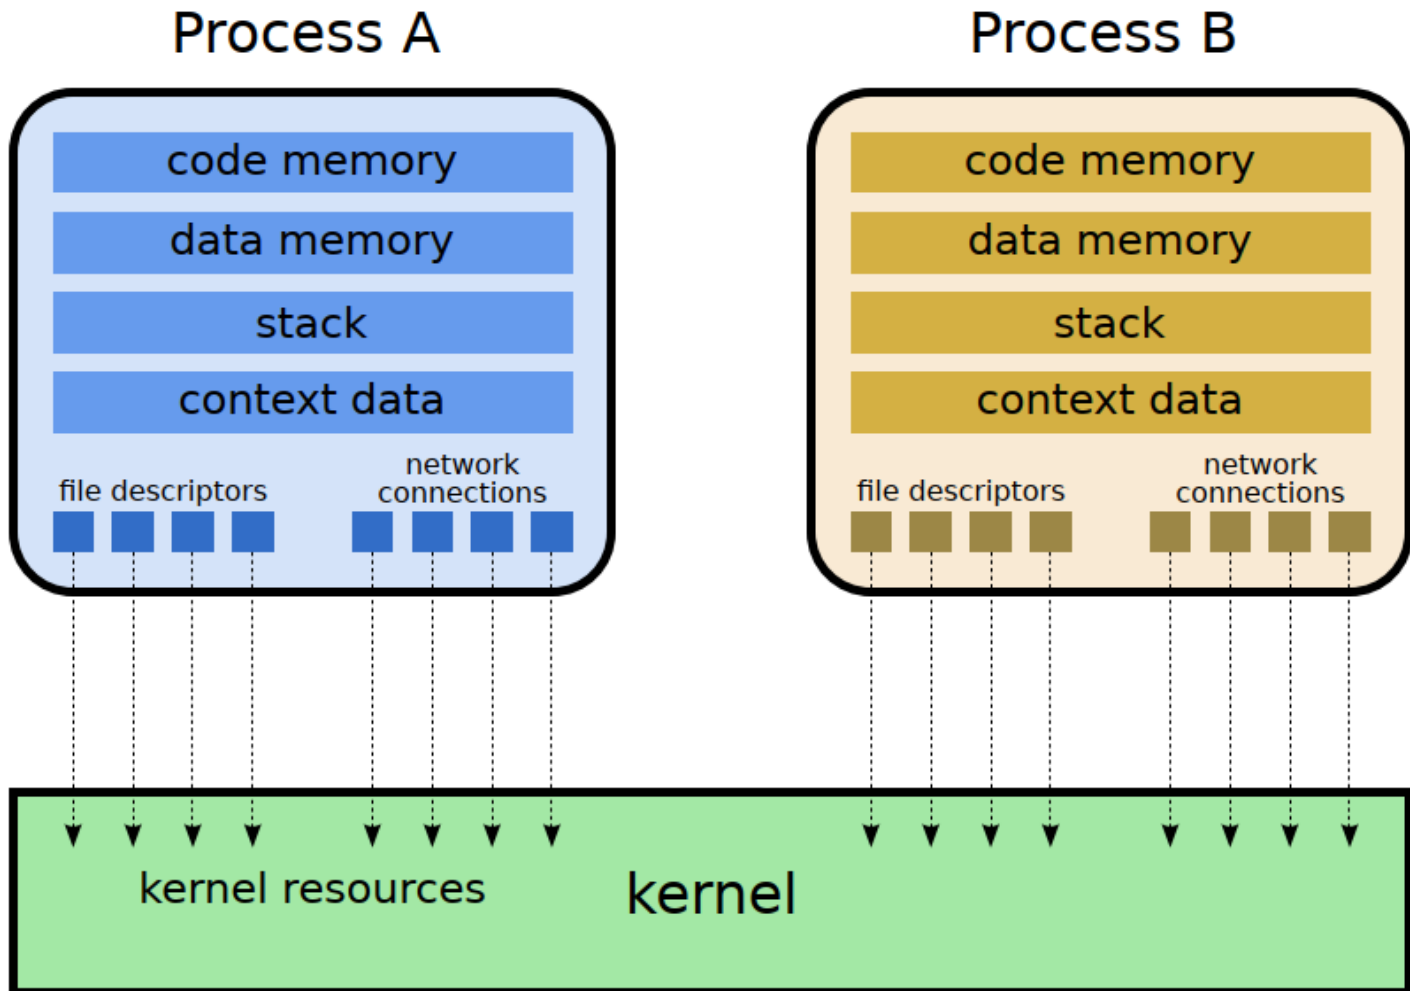 Process A
code memory
data memory
stack
context data
file descriptors
network
connections
Process B
code memory
data memory
stack
context data
file descriptors
network
connections
kernel resources
kernel